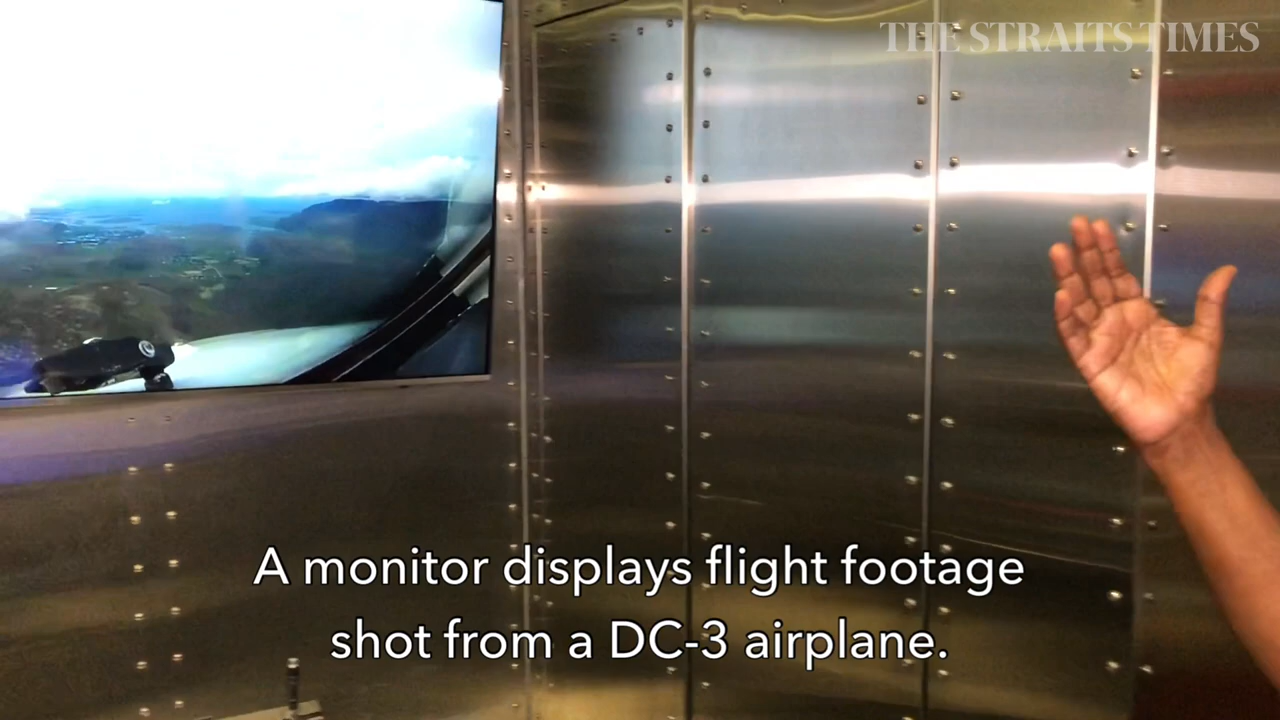 THE STRAITS TIMES
A monitor displays flight footage
shot from a DC-3 airplane.